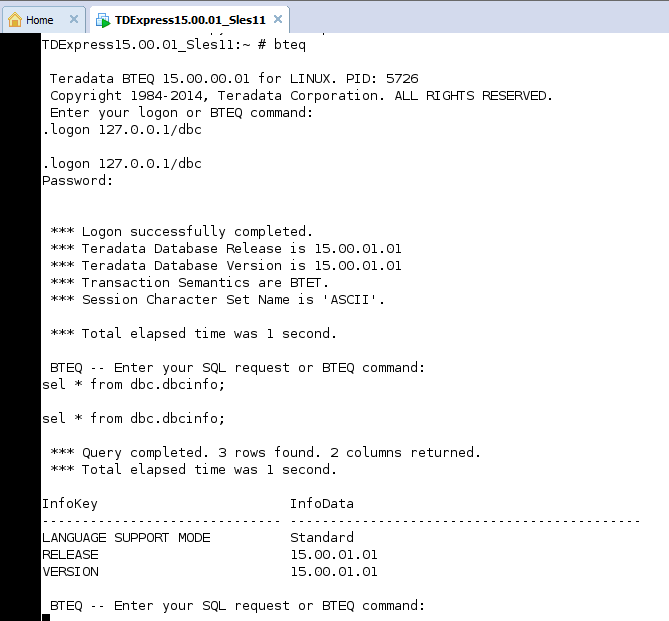 Home
TDExpress15.00.01_Sles11
TDExpress15.00.01_Sles11:~ # bteq
Teradata BTEQ 15.00.00.01 for LINUX. PID: 5726
Copyright 1984-2014, Teradata Corporation. ALL RIGHTS RESERVED.
Enter your logon or BTEQ command:
.logon 127.0.0.1/dbc
.logon 127.0.0.1/dbc
Password:
*** Logon successfully completed.
*** Teradata Database Release is 15.00.01.01
*** Teradata Database Version is 15.00.01.01
*** Transaction Semantics are BTET.
*** Session Character Set Name is 'ASCII'.
*** Total elapsed time was 1 second.
BTEQ -- Enter your SQL request or BTEQ command:
sel * from dbc.dbcinfo;
sel * from dbc.dbcinfo;
*** Query completed. 3 rows found. 2 columns returned.
*** Total elapsed time was 1 second.
InfoKey InfoData
------------------------------ --------------------------------------------
LANGUAGE SUPPORT MODE Standard
RELEASE 15.00.01.01
VERSION 15.00.01.01
BTEQ -- Enter your SQL request or BTEQ command: